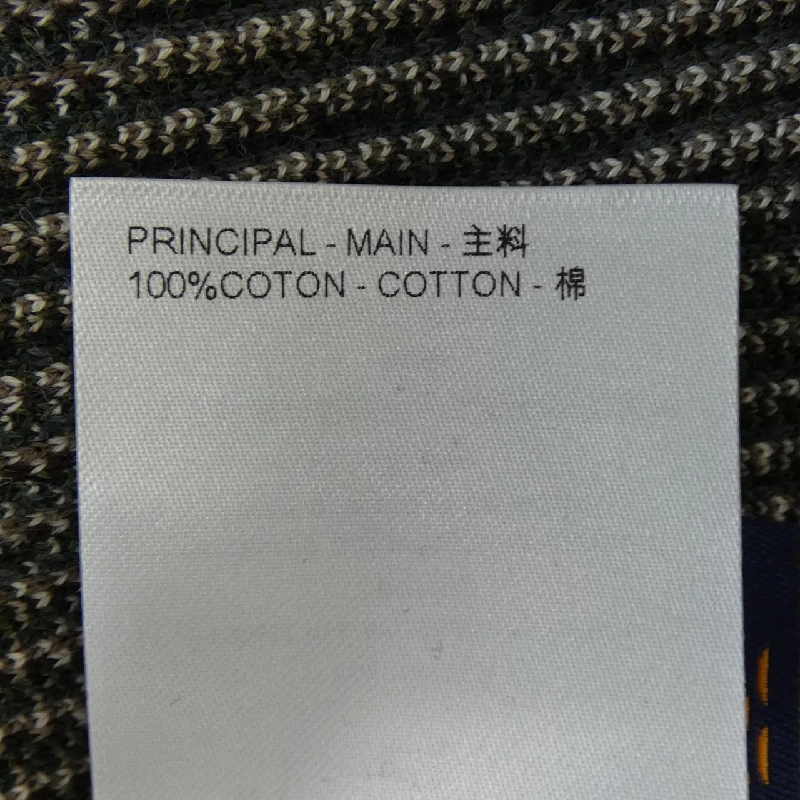 PRINCIPAL - MAIN - 主料
100%COTON - COTTON - 棉